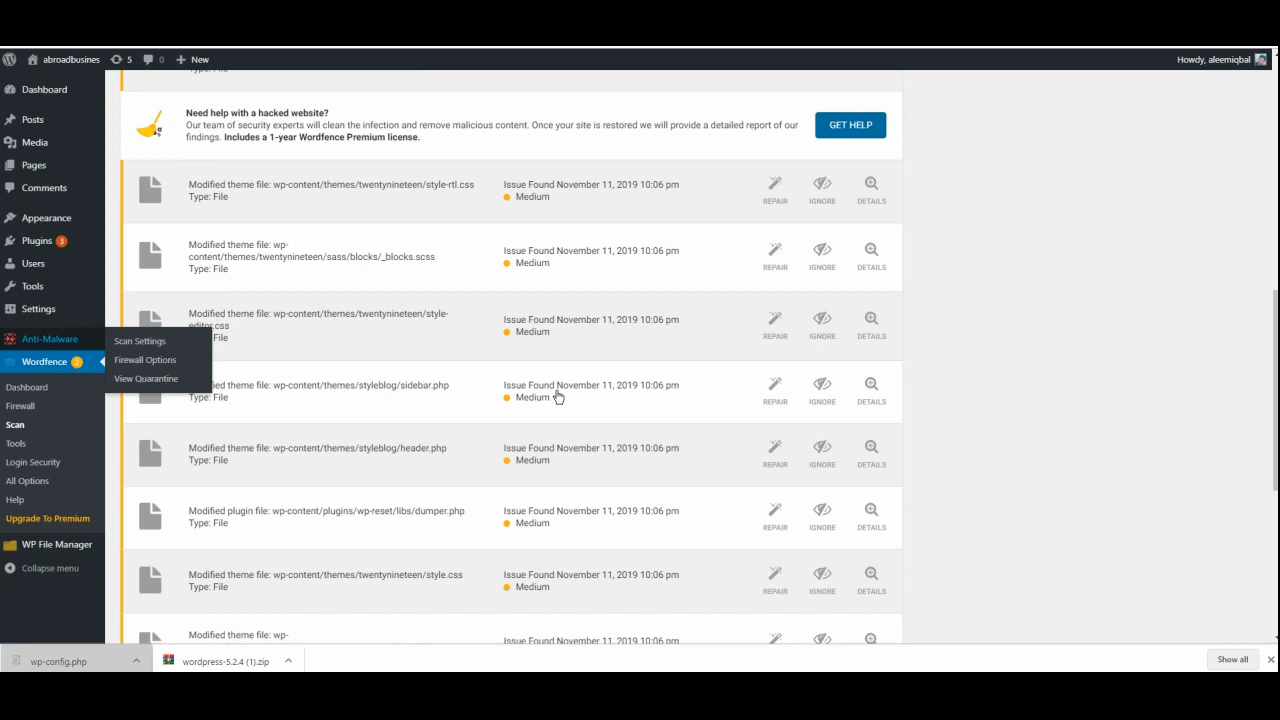 abroadbusines 5 0 New Howdy, aleemiqbal
Dashboard
Posts
Media
Pages
Comments
Appearance
Plugins 3
Users
Tools
Settings
Anti-Malware
Wordfence 2
Dashboard
Firewall
Scan
Tools
Login Security
All Options
Help
Upgrade To Premium
WP File Manager
Collapse menu
Scan Settings
Firewall Options
View Quarantine
Type: File
Need help with a hacked website?
Our team of security experts will clean the infection and remove malicious content. Once your site is restored we will provide a detailed report of our
findings. Includes a 1-year Wordfence Premium license.
GET HELP
Modified theme file: wp-content/themes/twentynineteen/style-rtl.css Issue Found November 11, 2019 10:06 pm
Type: File Medium
REPAIR IGNORE DETAILS
Modified theme file: wp-
content/themes/twentynineteen/sass/blocks/_blocks.scss
Type: File
Issue Found November 11, 2019 10:06 pm
Medium
REPAIR IGNORE DETAILS
Modified theme file: wp-content/themes/twentynineteen/style-
editor.css
File
Issue Found November 11, 2019 10:06 pm
Medium
REPAIR IGNORE DETAILS
theme file: wp-content/themes/styleblog/sidebar.php Issue Found November 11, 2019 10:06 pm
Type: File Medium
REPAIR IGNORE DETAILS
Modified theme file: wp-content/themes/styleblog/header.php Issue Found November 11, 2019 10:06 pm
Type: File Medium
REPAIR IGNORE DETAILS
Modified plugin file: wp-content/plugins/wp-reset/libs/dumper.php Issue Found November 11, 2019 10:06 pm
Type: File Medium
REPAIR IGNORE DETAILS
Modified theme file: wp-content/themes/twentynineteen/style.css Issue Found November 11, 2019 10:06 pm
Type: File Medium
REPAIR IGNORE DETAILS
Modified theme file: wp- Issue Found November 11, 2019 10:06 pm
wp-config.php wordpress-5.2.4 (1).zip Show all